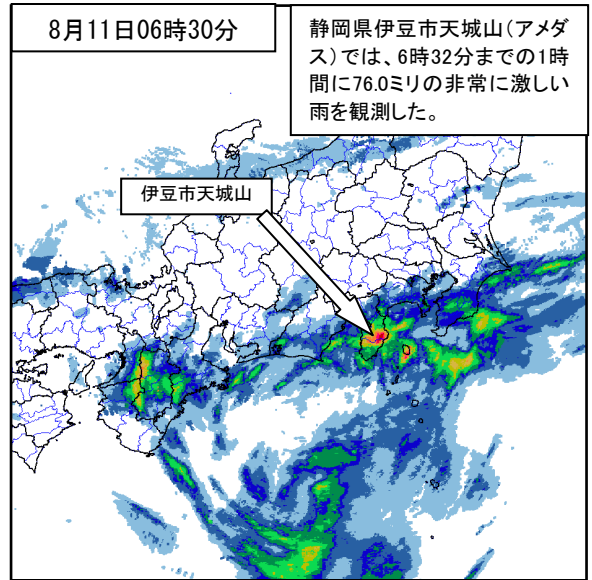 8月11日06時30分
静岡県伊豆市天城山（アメダ
ス）では、6時32分までの1時
間に76.0ミリの非常に激しい
雨を観測した。
伊豆市天城山